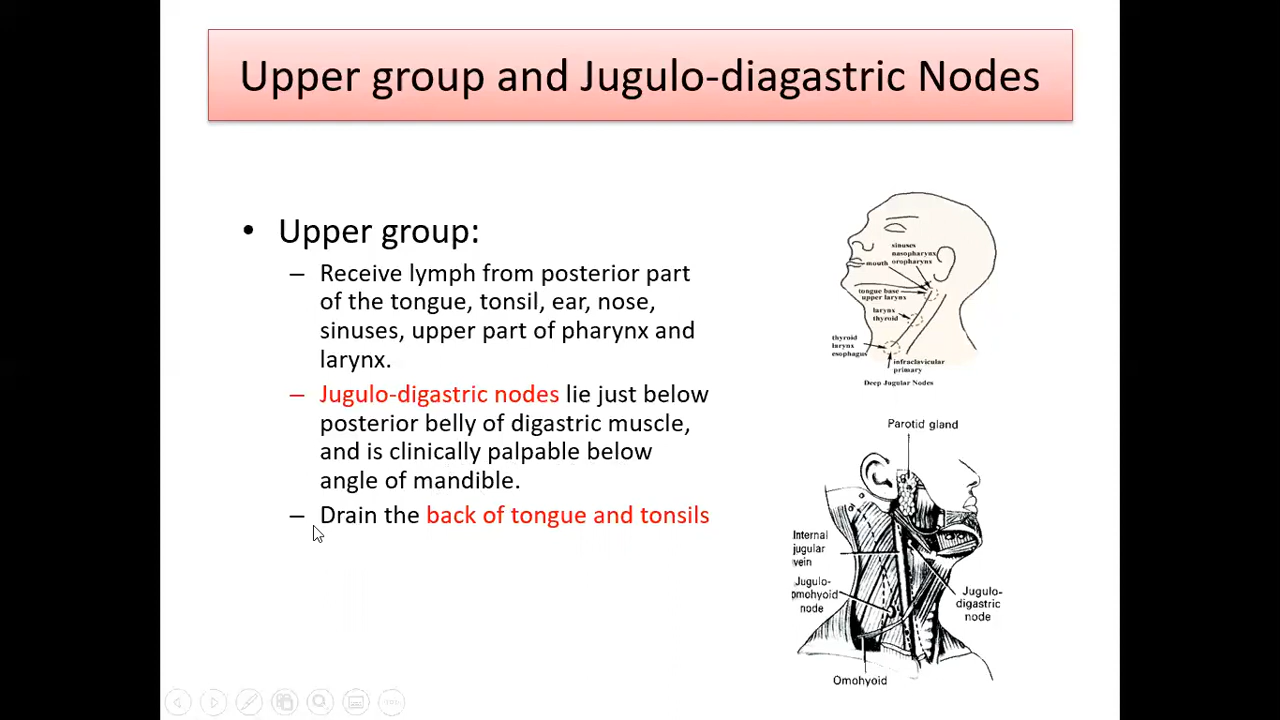 Upper group and Jugulo-diagastric Nodes
• Upper group:
– Receive lymph from posterior part
of the tongue, tonsil, ear, nose,
sinuses, upper part of pharynx and
larynx.
– Jugulo-digastric nodes lie just below
posterior belly of digastric muscle,
and is clinically palpable below
angle of mandible.
– Drain the back of tongue and tonsils
sinuses
nasopharynx
oropharynx
mouth
tongue base
upper larynx
larynx
thyroid
thyroid
larynx
esophagus
infraclavicular
primary
Deep Jugular Nodes
Parotid gland
Internal
jugular
vein
Jugulo-
omohyoid
node
Jugulo-
digastric
node
Omohyoid